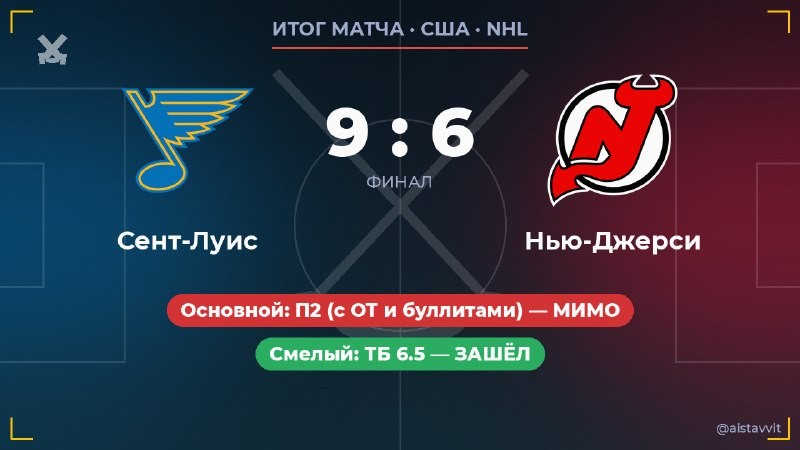 ИТОГ МАТЧА · США · NHL
9 : 6
ФИНАЛ
Сент-Луис
Нью-Джерси
Основной: П2 (с ОТ и буллитами) — МИМО
Смелый: ТБ 6.5 — ЗАШЁЛ
@aistavvit